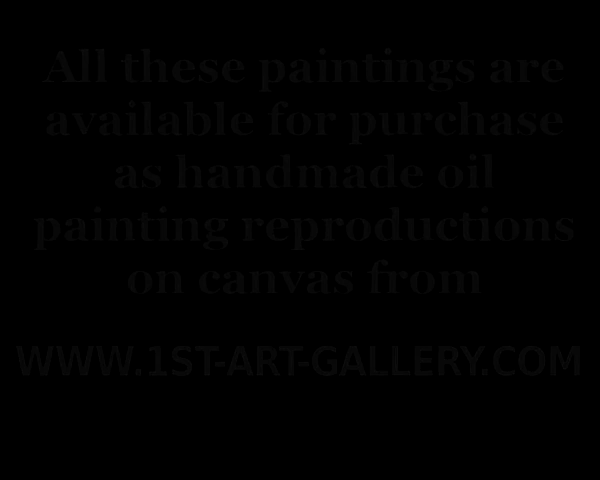 All these paintings are
available for purchase
as handmade oil
painting reproductions
on canvas from
WWW.1ST-ART-GALLERY.COM